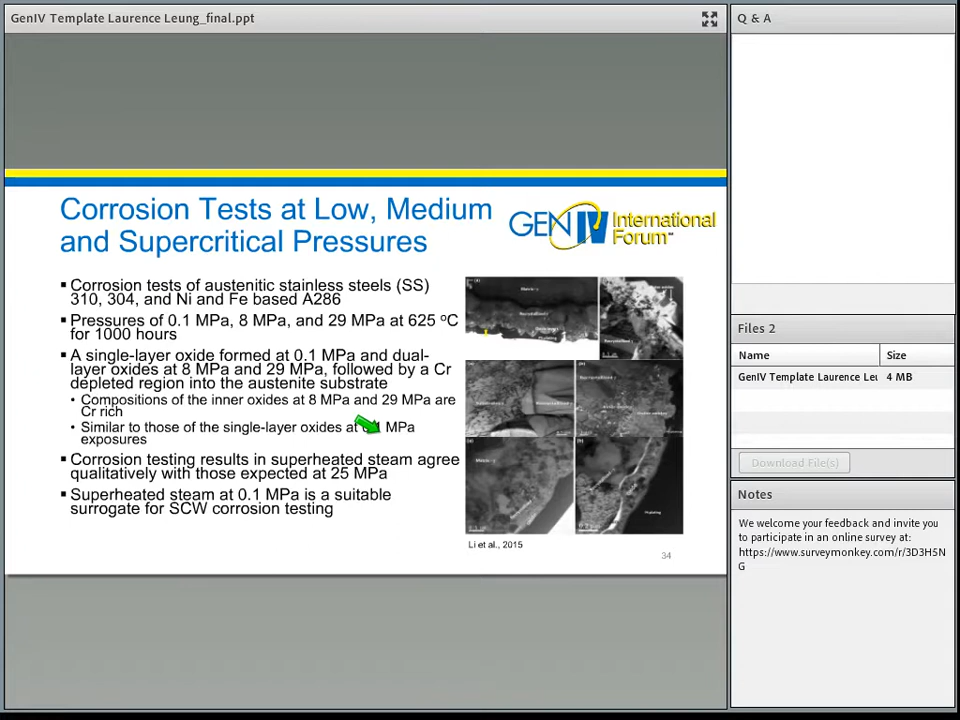 GenIV Template Laurence Leung_final.ppt
Corrosion Tests at Low, Medium
and Supercritical Pressures
GENIV International
Forum™
▪ Corrosion tests of austenitic stainless steels (SS)
310, 304, and Ni and Fe based A286
▪ Pressures of 0.1 MPa, 8 MPa, and 29 MPa at 625 °C
for 1000 hours
▪ A single-layer oxide formed at 0.1 MPa and dual-
layer oxides at 8 MPa and 29 MPa, followed by a Cr
depleted region into the austenite substrate
• Compositions of the inner oxides at 8 MPa and 29 MPa are
Cr rich
• Similar to those of the single-layer oxides at MPa
exposures
▪ Corrosion testing results in superheated steam agree
qualitatively with those expected at 25 MPa
▪ Superheated steam at 0.1 MPa is a suitable
surrogate for SCW corrosion testing
Li et al., 2015
34
Q & A
Files 2
Name Size
GenIV Template Laurence Leu 4 MB
Download File(s)
Notes
We welcome your feedback and invite you
to participate in an online survey at:
https://www.surveymonkey.com/r/3D3H5N
G